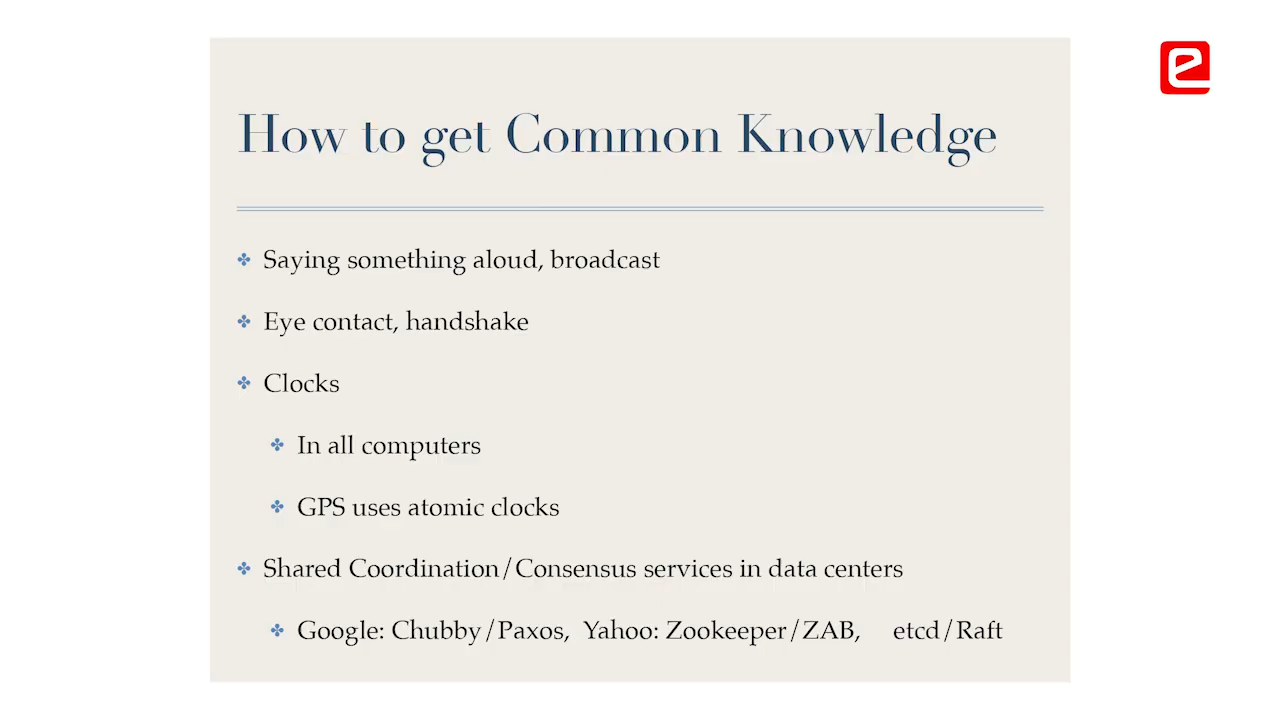 How to get Common Knowledge
Saying something aloud, broadcast
Eye contact, handshake
Clocks
In all computers
GPS uses atomic clocks
Shared Coordination/Consensus services in data centers
Google: Chubby/Paxos, Yahoo: Zookeeper/ZAB, etcd/Raft